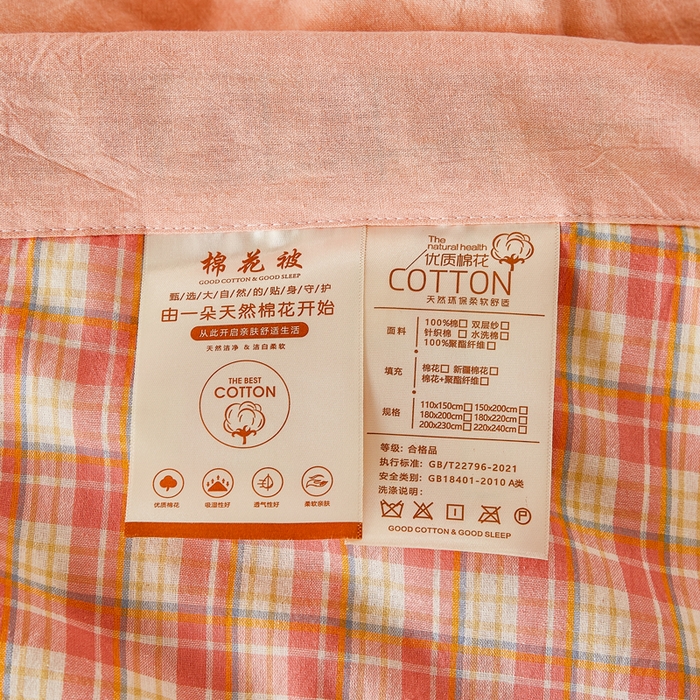 棉花被
GOOD COTTON & GOOD SLEEP
甄/选/大/自/然/的/贴/身/守/护
由一朵天然棉花开始
从此开启亲肤舒适生活
天然洁净 & 洁白柔软
THE BEST
COTTON
优质棉花 吸湿性好 透气性好 柔软亲肤
The
natural health
优质棉花
COTTON
天然环保柔软舒适
面料 100%棉□ 双层纱□
针织棉□ 水洗棉□
100%聚酯纤维□
填充 棉花□ 新疆棉花□
棉花+聚酯纤维□
规格 110x150cm□ 150x200cm□
180x200cm□ 180x220cm□
200x230cm□ 220x240cm□
等级: 合格品
执行标准: GB/T22796-2021
安全类别: GB18401-2010 A类
洗涤说明:
P
GOOD COTTON & GOOD SLEEP